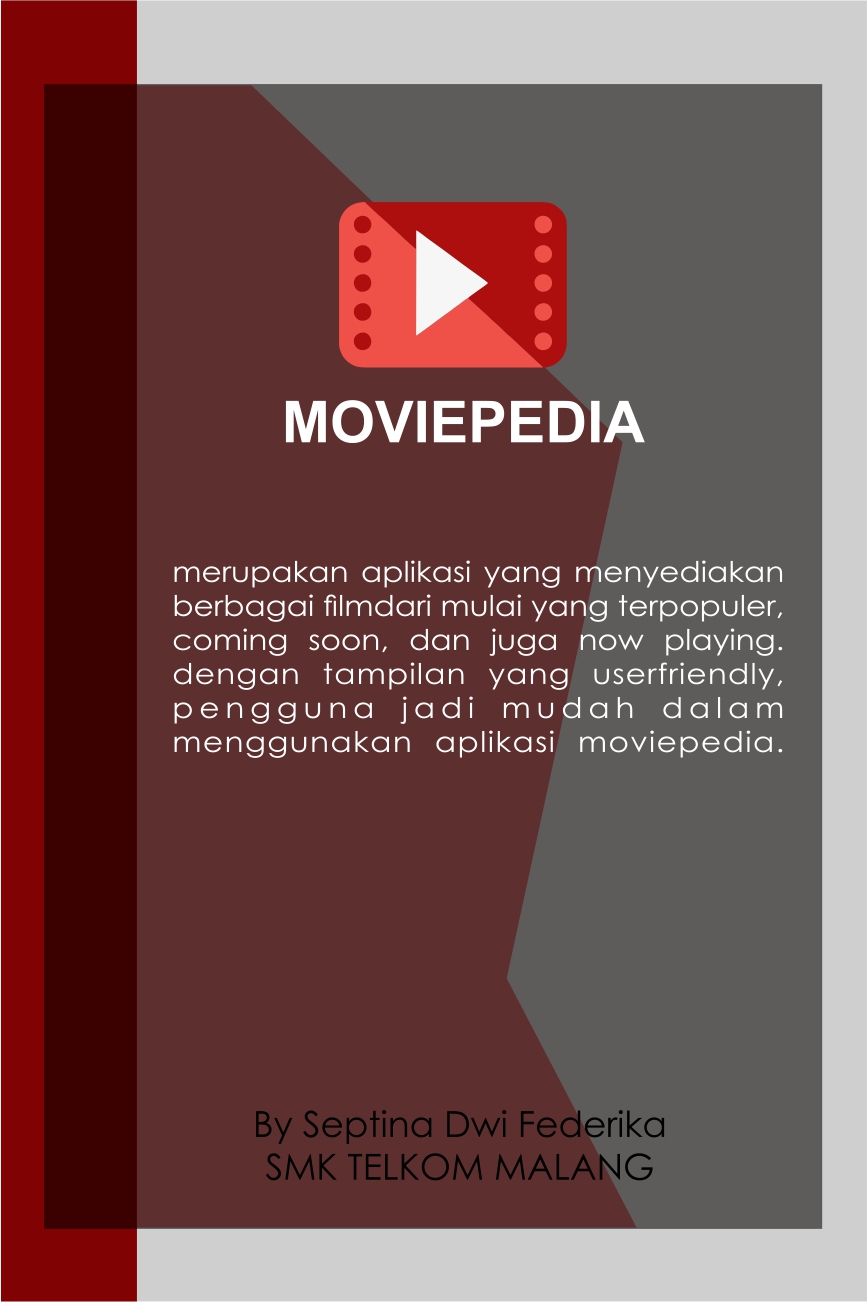 MOVIEPEDIA
merupakan aplikasi yang menyediakan
berbagai filmdari mulai yang terpopuler,
coming soon, dan juga now playing.
dengan tampilan yang userfriendly,
pengguna jadi mudah dalam
menggunakan aplikasi moviepedia.
By Septina Dwi Federika
SMK TELKOM MALANG